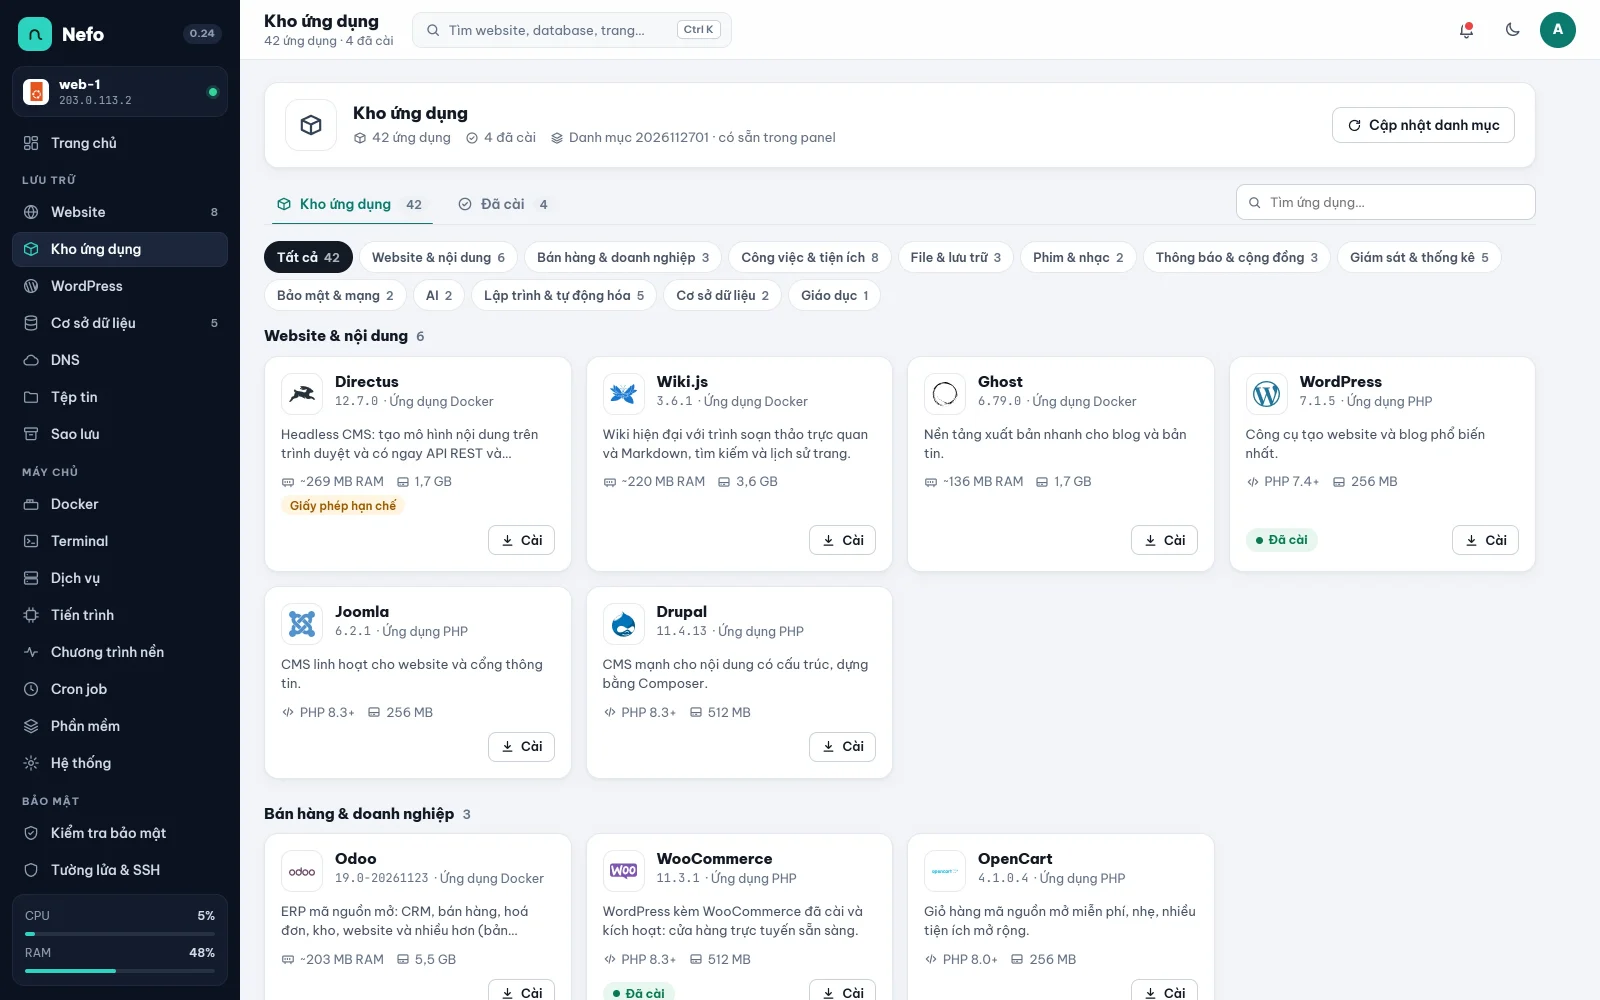 Nefo
0.24
web-1
203.0.113.2
Trang chủ
LƯU TRỮ
Website 8
Kho ứng dụng
WordPress
Cơ sở dữ liệu 5
DNS
Tệp tin
Sao lưu
MÁY CHỦ
Docker
Terminal
Dịch vụ
Tiến trình
Chương trình nền
Cron job
Phần mềm
Hệ thống
BẢO MẬT
Kiểm tra bảo mật
Tường lửa & SSH
CPU 5%
RAM 48%
Kho ứng dụng
42 ứng dụng · 4 đã cài
Tìm website, database, trang... Ctrl K
A
Kho ứng dụng
42 ứng dụng 4 đã cài Danh mục 2026112701 · có sẵn trong panel
Cập nhật danh mục
Kho ứng dụng 42 Đã cài 4
Tìm ứng dụng...
Tất cả 42 Website & nội dung 6 Bán hàng & doanh nghiệp 3 Công việc & tiện ích 8 File & lưu trữ 3 Phim & nhạc 2 Thông báo & cộng đồng 3 Giám sát & thống kê 5
Bảo mật & mạng 2 AI 2 Lập trình & tự động hóa 5 Cơ sở dữ liệu 2 Giáo dục 1
Website & nội dung 6
Directus
12.7.0 · Ứng dụng Docker
Headless CMS: tạo mô hình nội dung trên
trình duyệt và có ngay API REST và...
~269 MB RAM 1,7 GB
Giấy phép hạn chế
Cài
Wiki.js
3.6.1 · Ứng dụng Docker
Wiki hiện đại với trình soạn thảo trực quan
và Markdown, tìm kiếm và lịch sử trang.
~220 MB RAM 3,6 GB
Cài
Ghost
6.79.0 · Ứng dụng Docker
Nền tảng xuất bản nhanh cho blog và bản
tin.
~136 MB RAM 1,7 GB
Cài
WordPress
7.1.5 · Ứng dụng PHP
Công cụ tạo website và blog phổ biến
nhất.
PHP 7.4+ 256 MB
Đã cài Cài
Joomla
6.2.1 · Ứng dụng PHP
CMS linh hoạt cho website và cổng thông
tin.
PHP 8.3+ 256 MB
Cài
Drupal
11.4.13 · Ứng dụng PHP
CMS mạnh cho nội dung có cấu trúc, dựng
bằng Composer.
PHP 8.3+ 512 MB
Cài
Bán hàng & doanh nghiệp 3
odoo
Odoo
19.0-20261123 · Ứng dụng Docker
ERP mã nguồn mở: CRM, bán hàng, hoá
đơn, kho, website và nhiều hơn (bản...
~203 MB RAM 5,5 GB
Cài
WOO
WooCommerce
11.3.1 · Ứng dụng PHP
WordPress kèm WooCommerce đã cài và
kích hoạt: cửa hàng trực tuyến sẵn sàng.
PHP 8.3+ 512 MB
Đã cài Cài
opencart
OpenCart
4.1.0.4 · Ứng dụng PHP
Giỏ hàng mã nguồn mở miễn phí, nhẹ, nhiều
tiện ích mở rộng.
PHP 8.0+ 256 MB
Cài